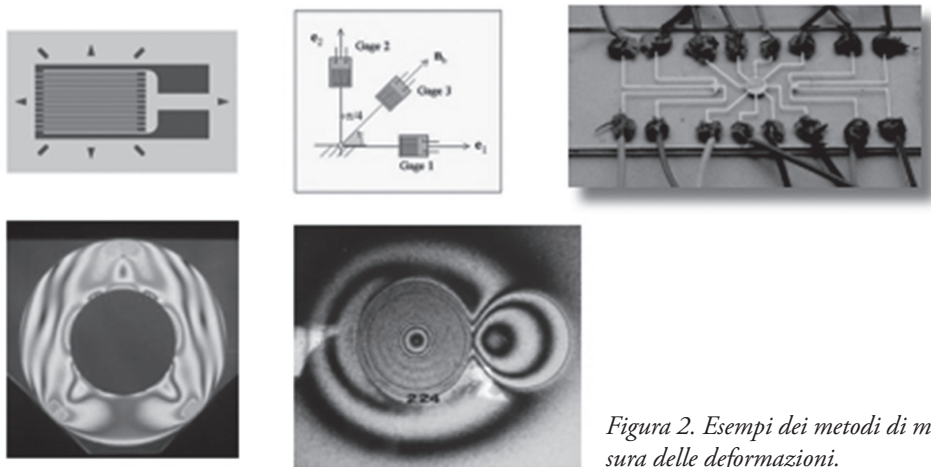 e₂
Gage 2
n_b
Gage 3
π/4
e₁
Gage 1
224
Figura 2. Esempi dei metodi di m
sura delle deformazioni.